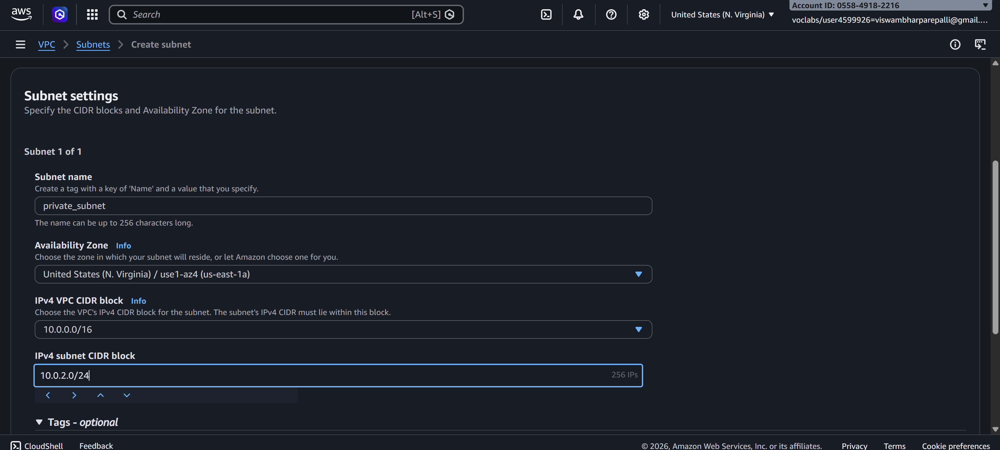 aws
Search [Alt+S]
United States (N. Virginia)
Account ID: 0558-4918-2216
voclabs/user4599926=viswambharparepalli@gmail....
VPC Subnets Create subnet
Subnet settings
Specify the CIDR blocks and Availability Zone for the subnet.
Subnet 1 of 1
Subnet name
Create a tag with a key of 'Name' and a value that you specify.
private_subnet
The name can be up to 256 characters long.
Availability Zone Info
Choose the zone in which your subnet will reside, or let Amazon choose one for you.
United States (N. Virginia) / use1-az4 (us-east-1a)
IPv4 VPC CIDR block Info
Choose the VPC's IPv4 CIDR block for the subnet. The subnet's IPv4 CIDR must lie within this block.
10.0.0.0/16
IPv4 subnet CIDR block
10.0.2.0/24 256 IPs
Tags - optional
CloudShell Feedback © 2026, Amazon Web Services, Inc. or its affiliates. Privacy Terms Cookie preferences